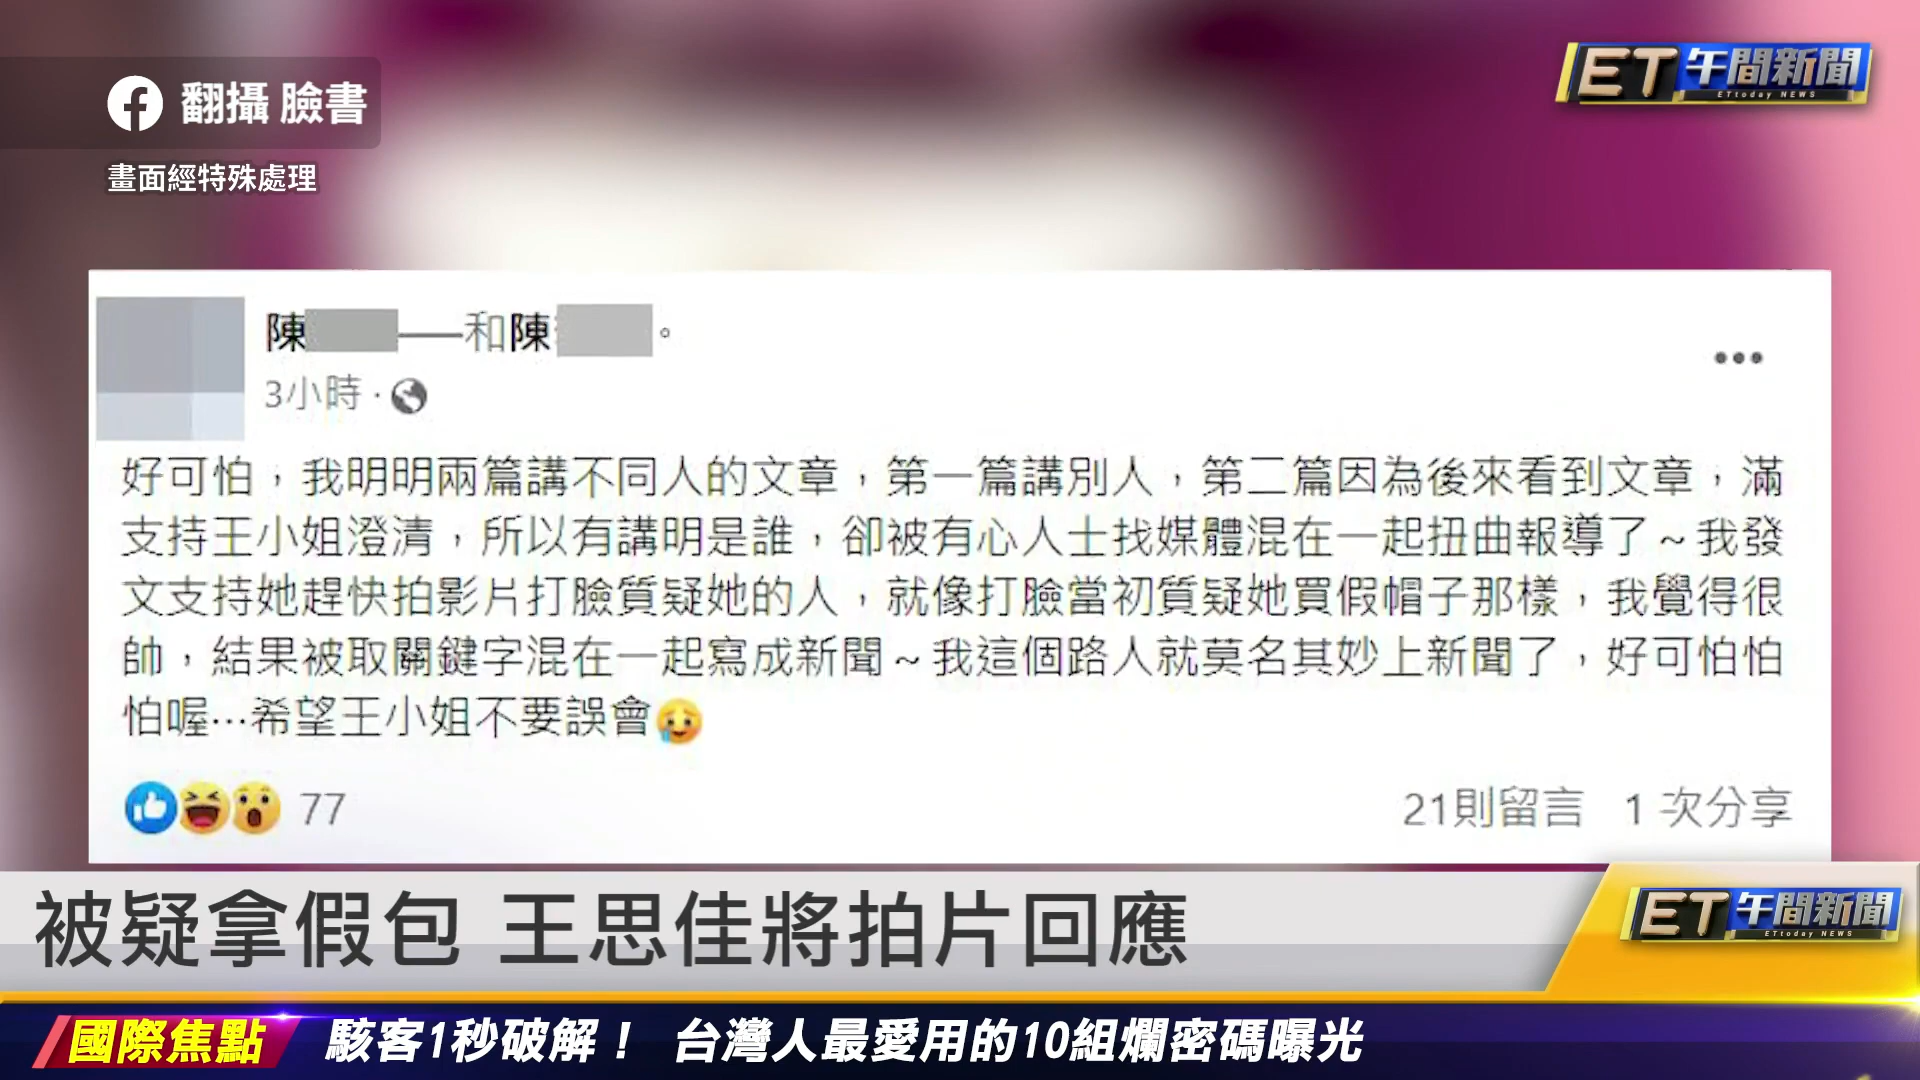 翻攝 臉書
畫面經特殊處理
ET午間新聞
ETtoday NEWS
陳——和陳。
3小時 ·
好可怕，我明明兩篇講不同人的文章，第一篇講別人，第二篇因為後來看到文章，滿
支持王小姐澄清，所以有講明是誰，卻被有心人士找媒體混在一起扭曲報導了~我發
文支持她趕快拍影片打臉質疑她的人，就像打臉當初質疑她買假帽子那樣，我覺得很
帥，結果被取關鍵字混在一起寫成新聞~我這個路人就莫名其妙上新聞了，好可怕怕
怕喔…希望王小姐不要誤會🥲
77
21則留言 1 次分享
被疑拿假包 王思佳將拍片回應
ET午間新聞
ETtoday NEWS
國際焦點 駭客1秒破解！ 台灣人最愛用的10組爛密碼曝光